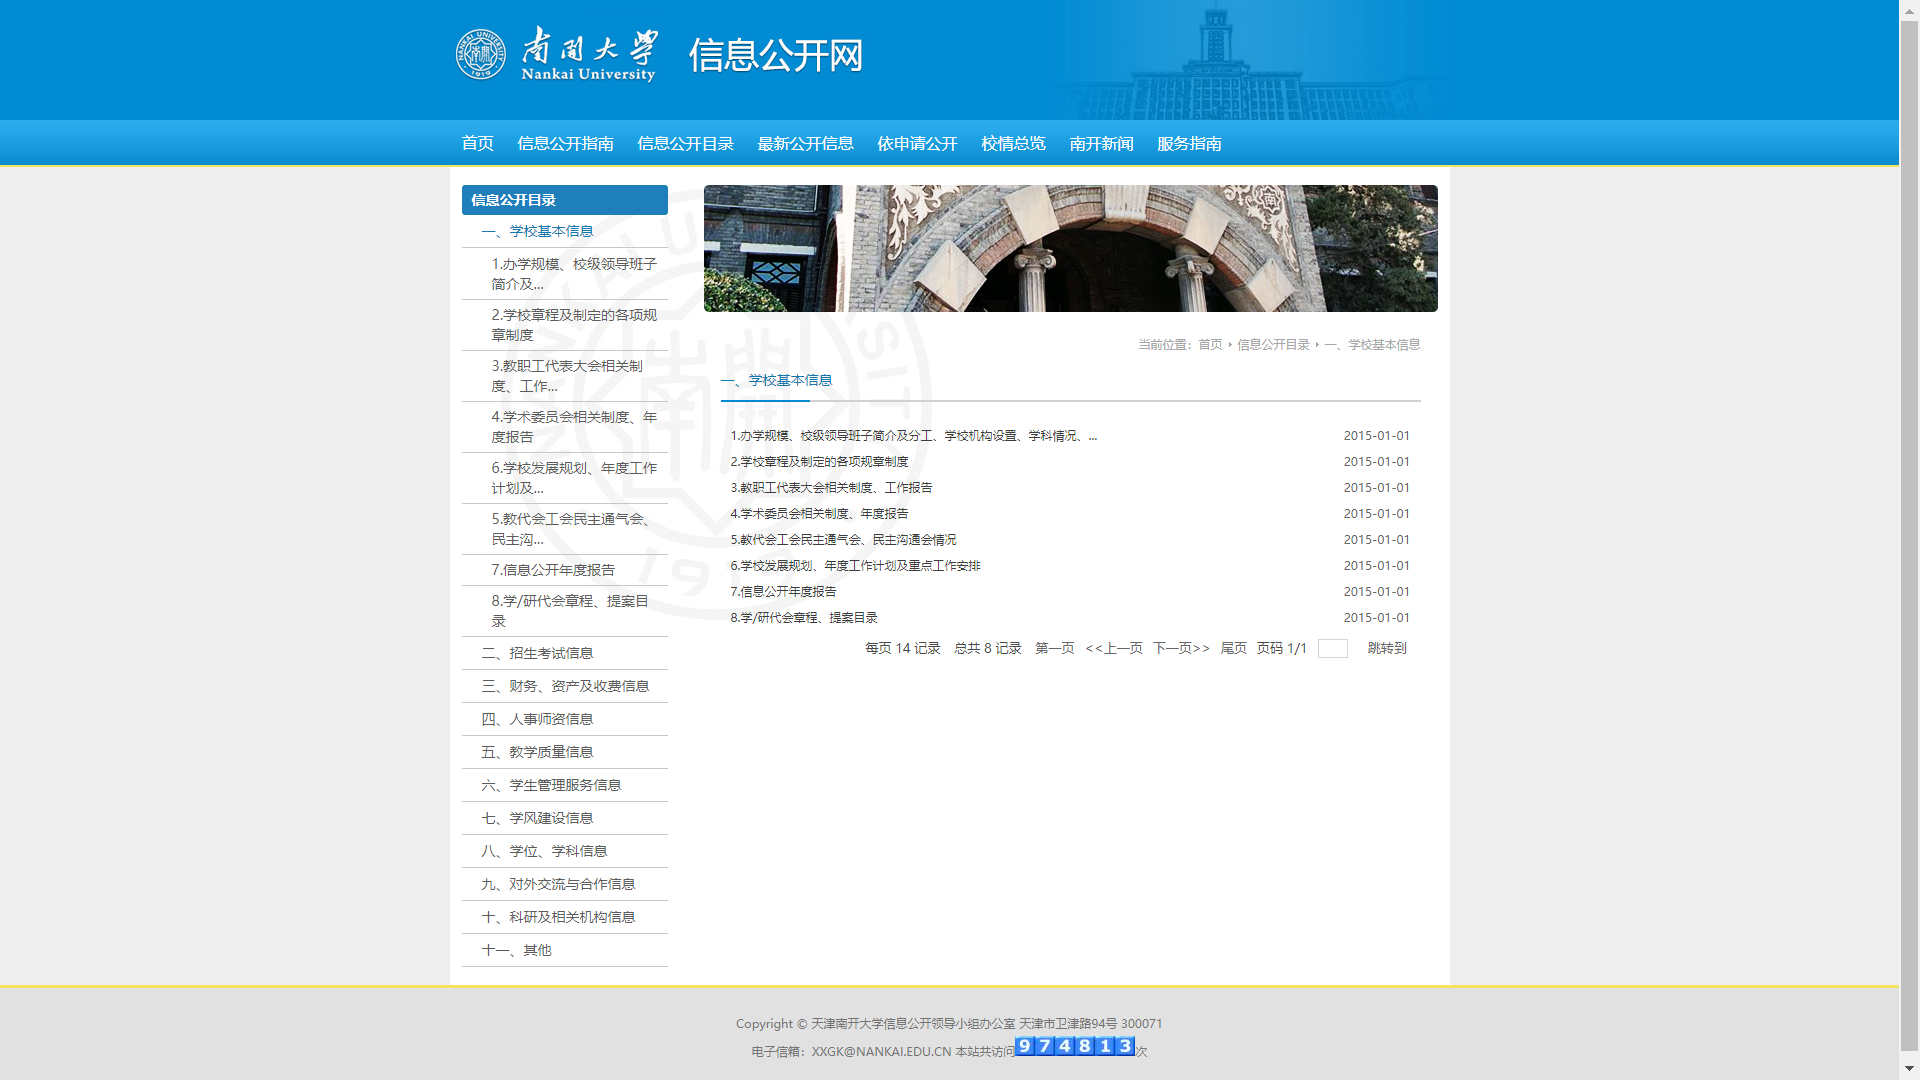 南開大學
Nankai University
NANKAI UNIVERSITY
1919
信息公开网
首页 信息公开指南 信息公开目录 最新公开信息 依申请公开 校情总览 南开新闻 服务指南
信息公开目录
一、学校基本信息
1.办学规模、校级领导班子
简介及...
2.学校章程及制定的各项规
章制度
3.教职工代表大会相关制
度、工作...
4.学术委员会相关制度、年
度报告
6.学校发展规划、年度工作
计划及...
5.教代会工会民主通气会、
民主沟...
7.信息公开年度报告
8.学/研代会章程、提案目
录
二、招生考试信息
三、财务、资产及收费信息
四、人事师资信息
五、教学质量信息
六、学生管理服务信息
七、学风建设信息
八、学位、学科信息
九、对外交流与合作信息
十、科研及相关机构信息
十一、其他
当前位置: 首页 信息公开目录 一、学校基本信息
一、学校基本信息
1.办学规模、校级领导班子简介及分工、学校机构设置、学科情况、... 2015-01-01
2.学校章程及制定的各项规章制度 2015-01-01
3.教职工代表大会相关制度、工作报告 2015-01-01
4.学术委员会相关制度、年度报告 2015-01-01
5.教代会工会民主通气会、民主沟通会情况 2015-01-01
6.学校发展规划、年度工作计划及重点工作安排 2015-01-01
7.信息公开年度报告 2015-01-01
8.学/研代会章程、提案目录 2015-01-01
每页 14 记录 总共 8 记录 第一页 <<上一页 下一页>> 尾页 页码 1/1 跳转到
Copyright © 天津南开大学信息公开领导小组办公室 天津市卫津路94号 300071
电子信箱：XXGK@NANKAI.EDU.CN 本站共访问974813次